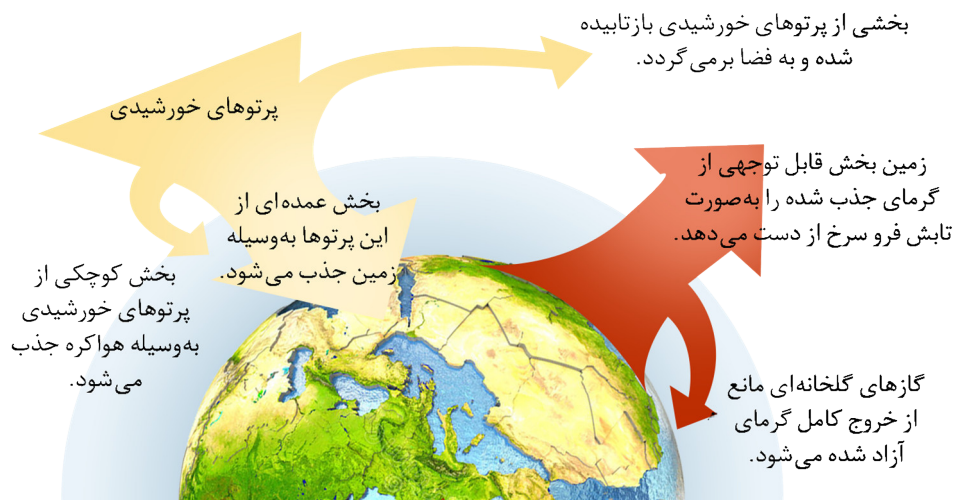 بخشی از پرتوهای خورشیدی بازتابیده
شده و به فضا برمی‌گردد.
پرتوهای خورشیدی
زمین بخش قابل توجهی از
گرمای جذب شده را به‌صورت
تابش فرو سرخ از دست می‌دهد.
بخش عمده‌ای از
این پرتوها به‌وسیله
زمین جذب می‌شود.
بخش کوچکی از
پرتوهای خورشیدی
به‌وسیله هواکره جذب
می‌شود.
گازهای گلخانه‌ای مانع
از خروج کامل گرمای
آزاد شده می‌شود.